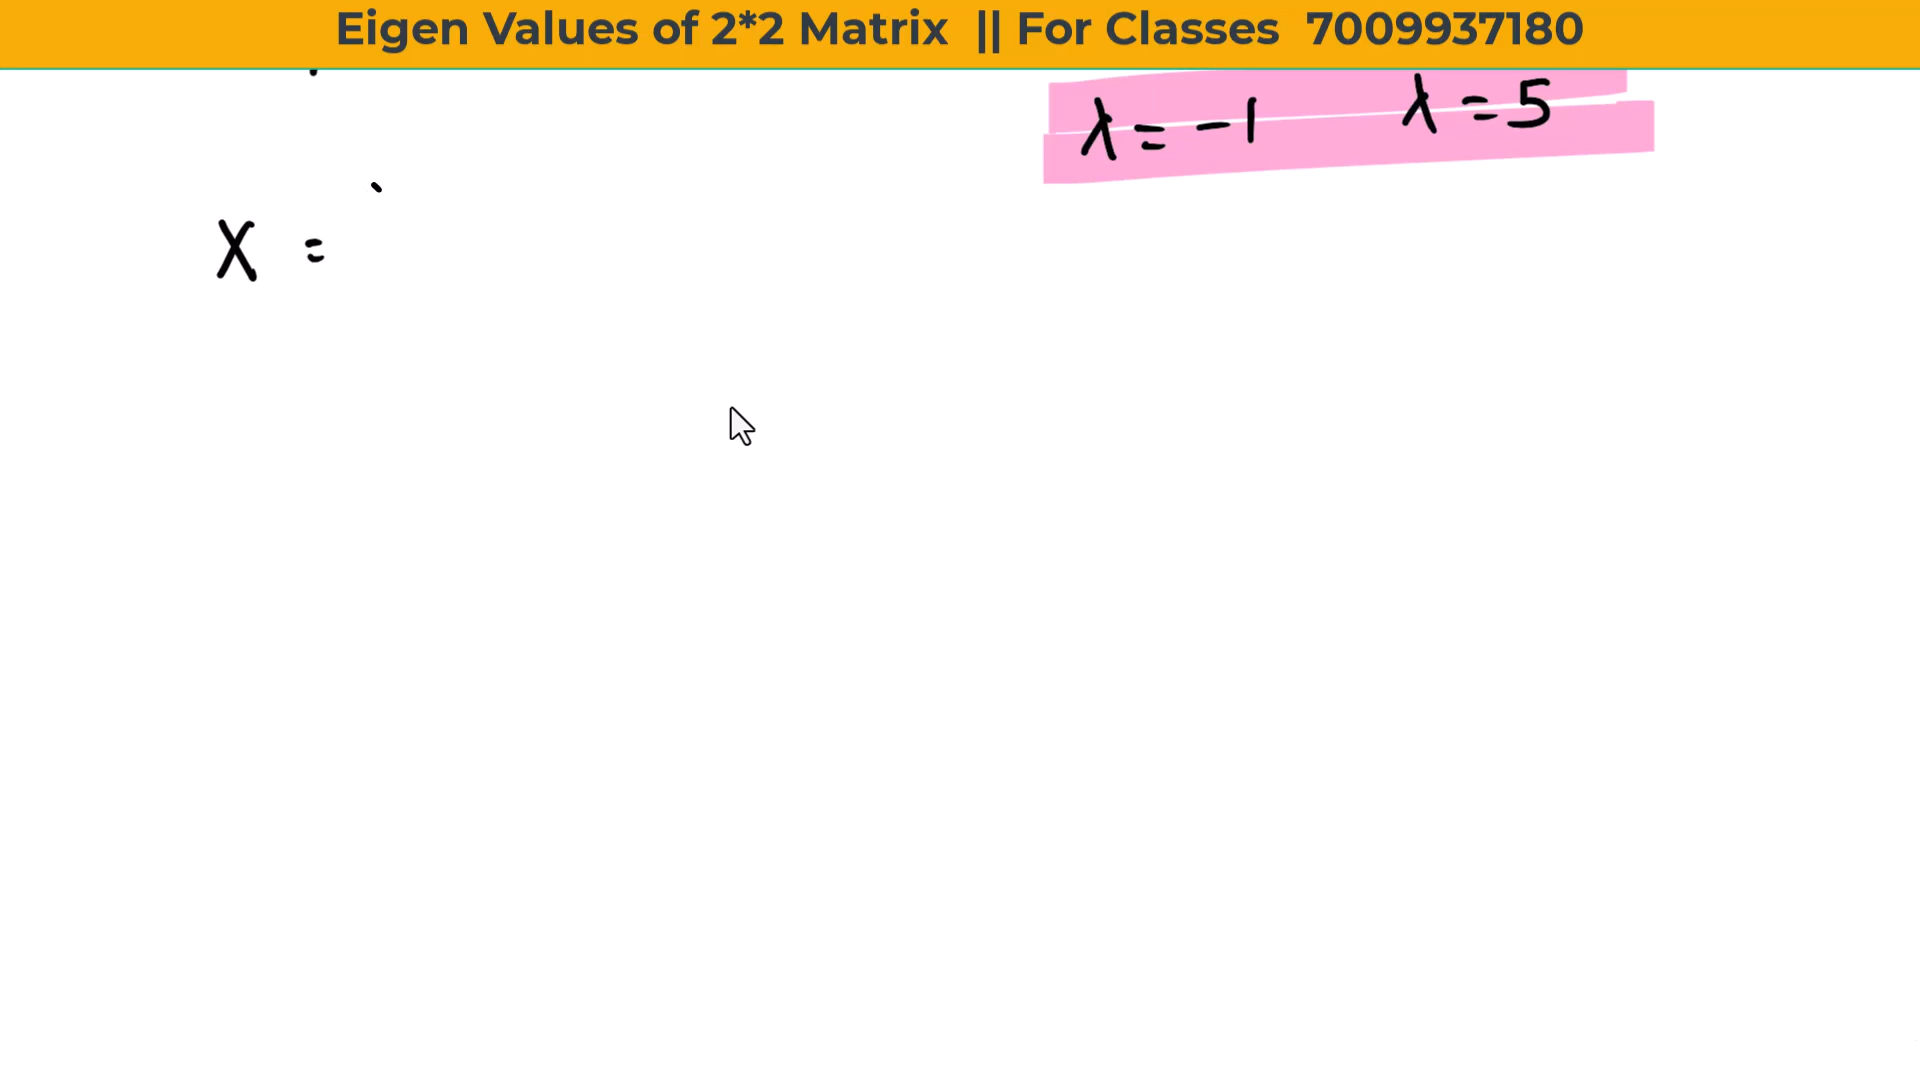 Eigen Values of 2*2 Matrix || For Classes 7009937180
λ = -1 λ = 5
X =